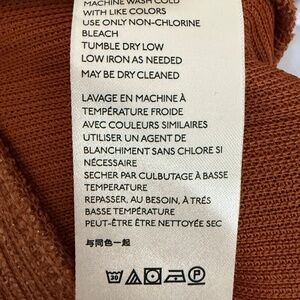 MACHINE WASH COLD
WITH LIKE COLORS
USE ONLY NON-CHLORINE
BLEACH
TUMBLE DRY LOW
LOW IRON AS NEEDED
MAY BE DRY CLEANED
LAVAGE EN MACHINE À
TEMPÉRATURE FROIDE
AVEC COULEURS SIMILAIRES
UTILISER UN AGENT DE
BLANCHIMENT SANS CHLORE SI
NÉCESSAIRE
SECHER PAR CULBUTAGE À BASSE
TEMPERATURE
REPASSER, AU BESOIN, À TRÉS
BASSE TEMPÉRATURE
PEUT-ÊTRE ÊTRE NETTOYÉE SEC
与同色一起
30 P